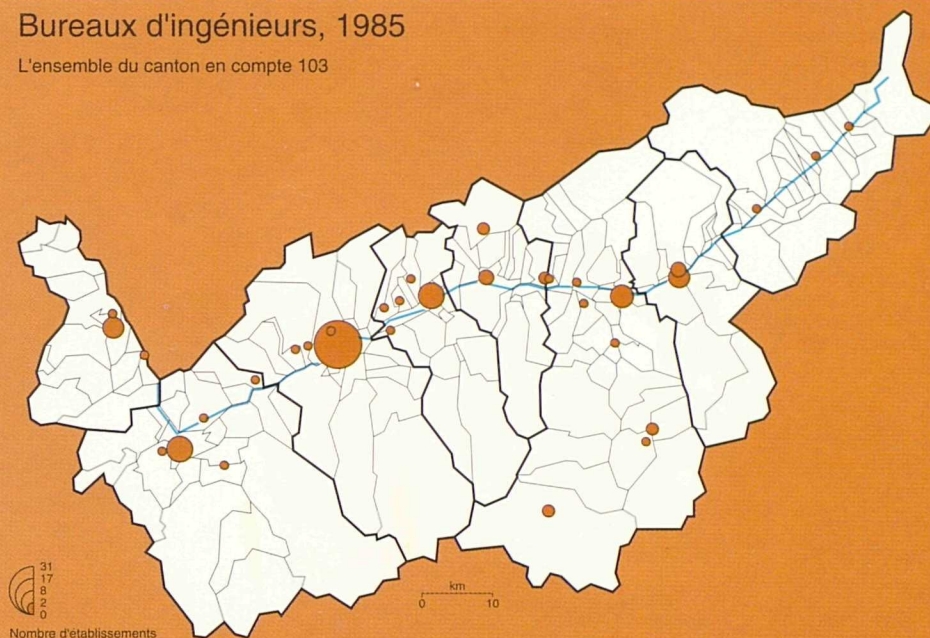 Bureaux d'ingénieurs, 1985
L'ensemble du canton en compte 103
31
17
8
2
0
Nombre d'établissements
km
0 10